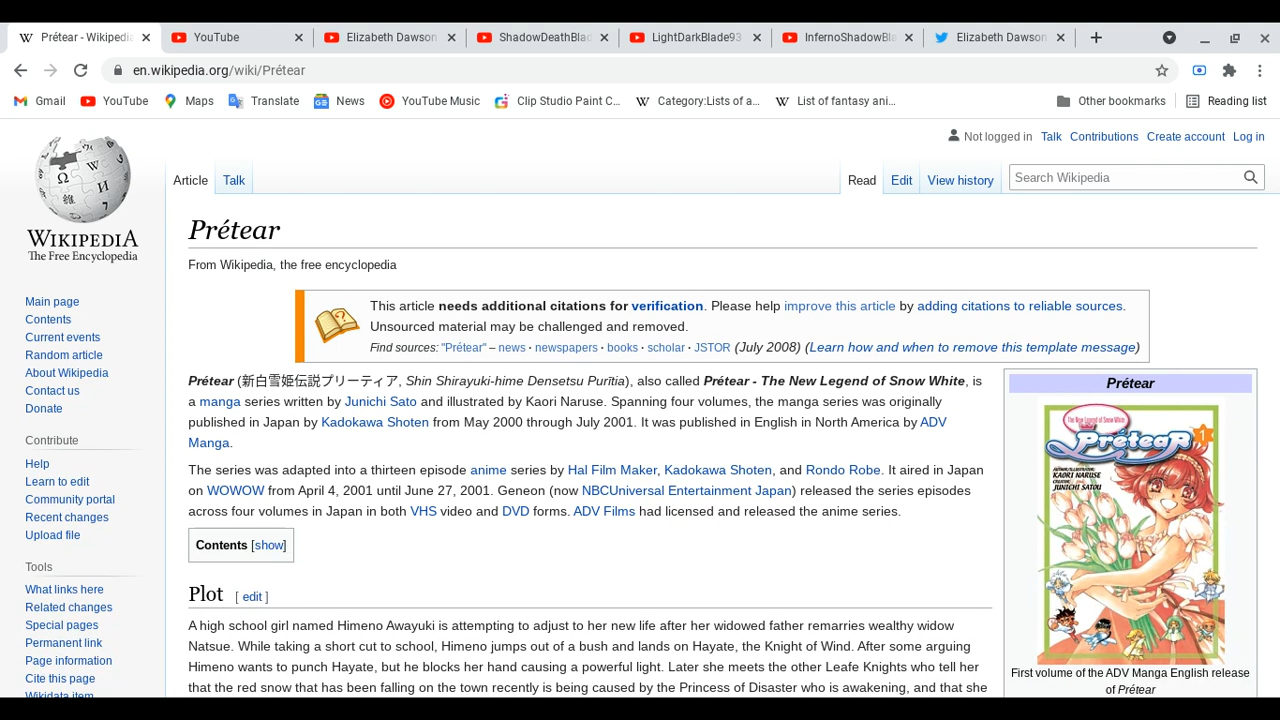 Prétear - Wikipedia
YouTube
Elizabeth Dawson
ShadowDeathBlad
LightDarkBlade93
InfernoShadowBla
Elizabeth Dawson
en.wikipedia.org/wiki/Prétear
Gmail
YouTube
Maps
Translate
News
YouTube Music
Clip Studio Paint C...
Category:Lists of a...
List of fantasy ani...
Other bookmarks
Reading list
Not logged in Talk Contributions Create account Log in
Article Talk
Read Edit View history
Search Wikipedia
WIKIPEDIA
The Free Encyclopedia
Main page
Contents
Current events
Random article
About Wikipedia
Contact us
Donate
Contribute
Help
Learn to edit
Community portal
Recent changes
Upload file
Tools
What links here
Related changes
Special pages
Permanent link
Page information
Cite this page
Wikidata item
Prétear
From Wikipedia, the free encyclopedia
This article needs additional citations for verification. Please help improve this article by adding citations to reliable sources.
Unsourced material may be challenged and removed.
Find sources: "Prétear" – news · newspapers · books · scholar · JSTOR (July 2008) (Learn how and when to remove this template message)
Prétear (新白雪姫伝説プリーティア, Shin Shirayuki-hime Densetsu Purītia), also called Prétear - The New Legend of Snow White, is
a manga series written by Junichi Sato and illustrated by Kaori Naruse. Spanning four volumes, the manga series was originally
published in Japan by Kadokawa Shoten from May 2000 through July 2001. It was published in English in North America by ADV
Manga.
The series was adapted into a thirteen episode anime series by Hal Film Maker, Kadokawa Shoten, and Rondo Robe. It aired in Japan
on WOWOW from April 4, 2001 until June 27, 2001. Geneon (now NBCUniversal Entertainment Japan) released the series episodes
across four volumes in Japan in both VHS video and DVD forms. ADV Films had licensed and released the anime series.
Contents [show]
Plot [ edit ]
A high school girl named Himeno Awayuki is attempting to adjust to her new life after her widowed father remarries wealthy widow
Natsue. While taking a short cut to school, Himeno jumps out of a bush and lands on Hayate, the Knight of Wind. After some arguing
Himeno wants to punch Hayate, but he blocks her hand causing a powerful light. Later she meets the other Leafe Knights who tell her
that the red snow that has been falling on the town recently is being caused by the Princess of Disaster who is awakening, and that she
Prétear
The New Legend of Snow White
PRÉTEAR
1
AUTHOR/ILLUSTRATOR:
KAORI NARUSE
CREATOR:
JUNICHI SATOU
First volume of the ADV Manga English release
of Prétear